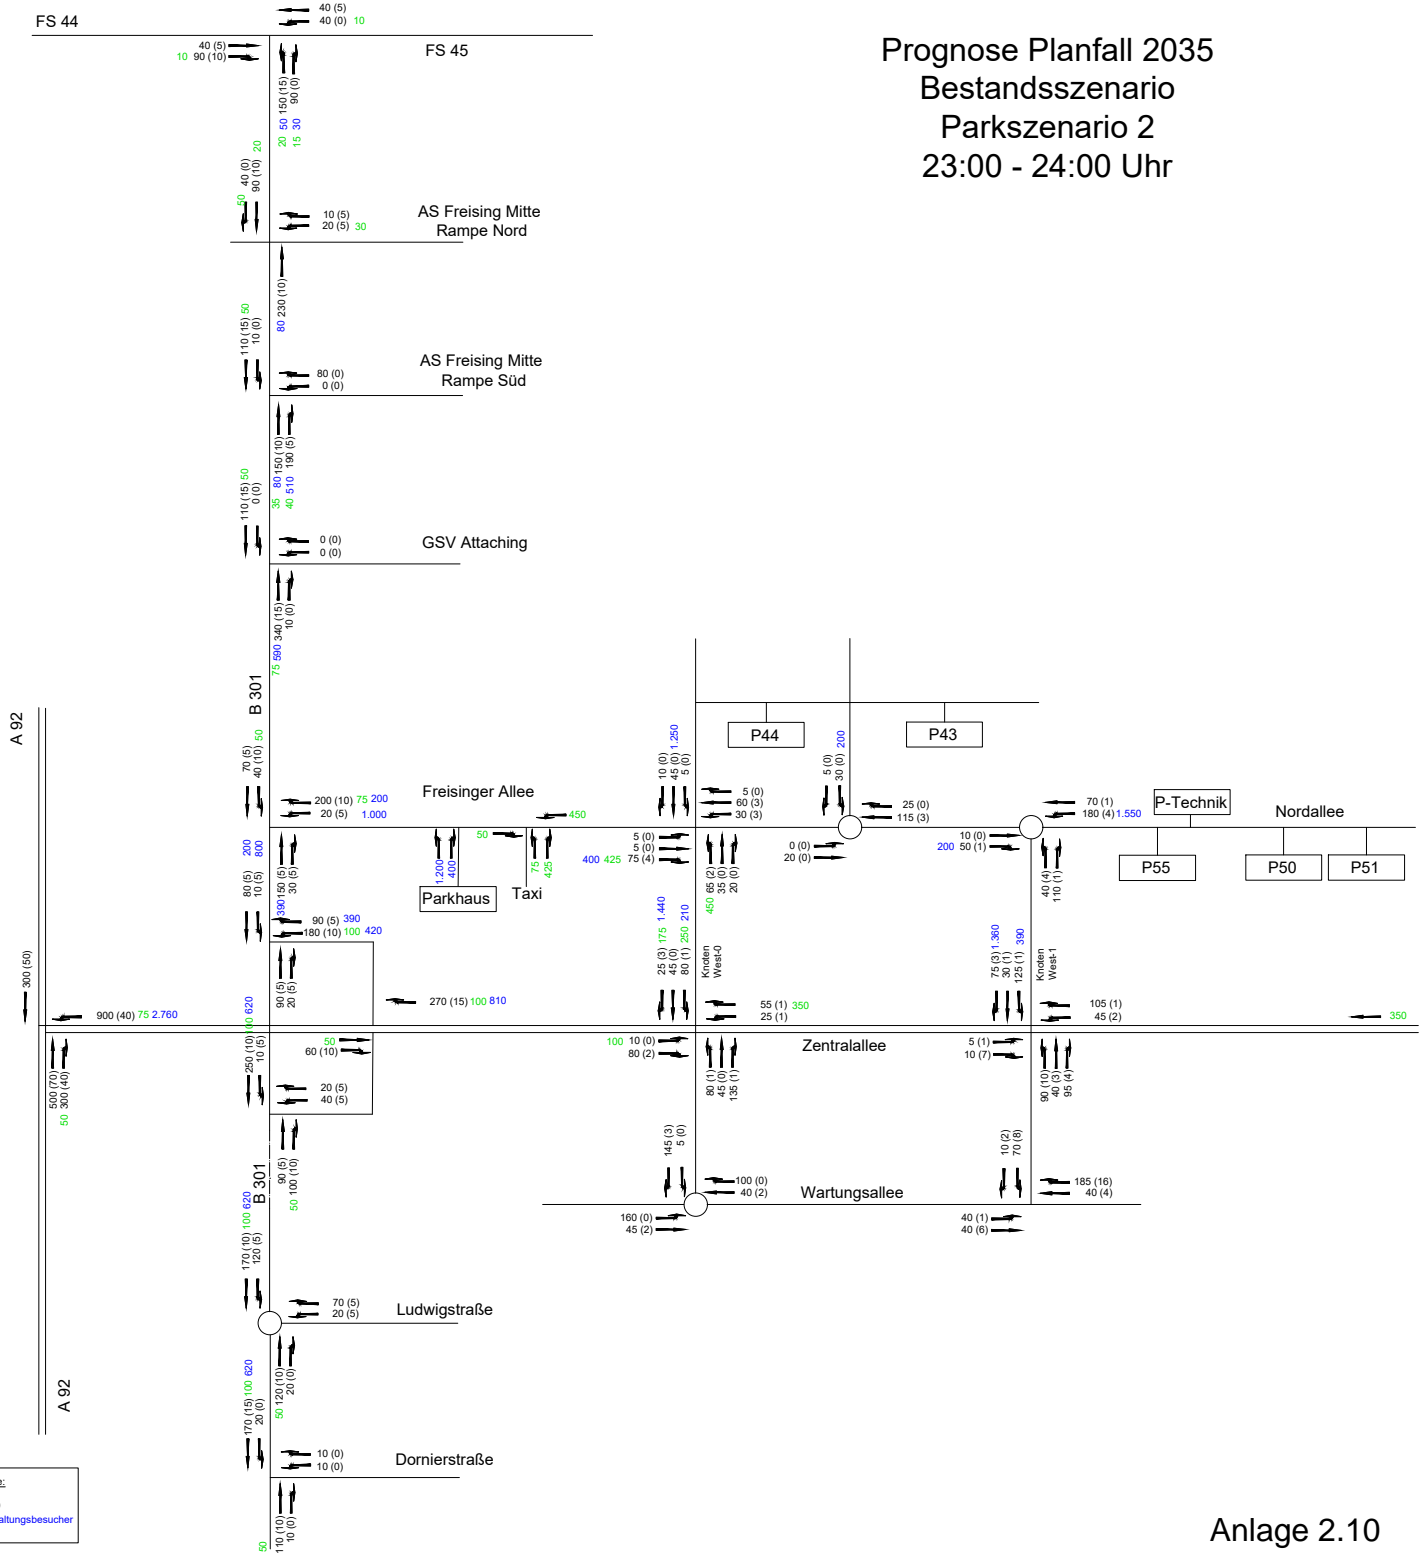 Prognose Planfall 2035
Bestandsszenario
Parkszenario 2
23:00 - 24:00 Uhr
FS 44
40 (5)
40 (0) 10
40 (5)
10 90 (10)
FS 45
20 50 150 (15)
15 30 90 (0)
50 40 (0)
90 (10) 20
10 (5)
20 (5) 30
AS Freising Mitte
Rampe Nord
80 230 (10)
110 (15) 50
10 (0)
80 (0)
0 (0)
AS Freising Mitte
Rampe Süd
35 80 150 (10)
40 510 190 (5)
110 (15) 50
0 (0)
0 (0)
0 (0)
GSV Attaching
75 590 340 (15)
10 (0)
B 301
70 (5)
40 (10) 50
200 (10) 75 200
20 (5) 1.000
Freisinger Allee
450
50
1.200
400
Parkhaus
75
425
Taxi
200
800
390 150 (5)
30 (5)
80 (5)
10 (5)
90 (5) 390
180 (10) 100 420
90 (5)
20 (5)
270 (15) 100 810
A 92
300 (50)
900 (40) 75 2.760
500 (70)
50 300 (40)
250 (10) 100 620
10 (5)
50
60 (10)
20 (5)
40 (5)
90 (5)
50 100 (10)
B 301
170 (10) 100 620
120 (5)
70 (5)
20 (5)
Ludwigstraße
50 120 (10)
20 (0)
170 (15) 100 620
20 (0)
10 (0)
10 (0)
Dornierstraße
50 110 (10)
10 (0)
A 92
P44
P43
10 (0)
45 (0) 1.250
5 (0)
5 (0)
60 (3)
30 (3)
5 (0)
5 (0)
400 425 75 (4)
450 65 (2)
35 (0)
20 (0)
5 (0)
30 (0) 200
25 (0)
115 (3)
0 (0)
20 (0)
70 (1)
180 (4) 1.550
P-Technik
Nordallee
10 (0)
200 50 (1)
40 (4)
110 (1)
P55
P50
P51
25 (3) 175 1.440
45 (0)
80 (1) 250 210
Knoten
West-0
55 (1) 350
25 (1)
100 10 (0)
80 (2)
80 (1)
45 (0)
135 (1)
Zentralallee
75 (3) 1.360
30 (1)
125 (1) 390
Knoten
West-1
105 (1)
45 (2)
350
5 (1)
10 (7)
90 (10)
40 (3)
95 (4)
145 (3)
5 (0)
100 (0)
40 (2)
160 (0)
45 (2)
Wartungsallee
10 (2)
70 (8)
185 (16)
40 (4)
40 (1)
40 (6)
Anlage 2.10